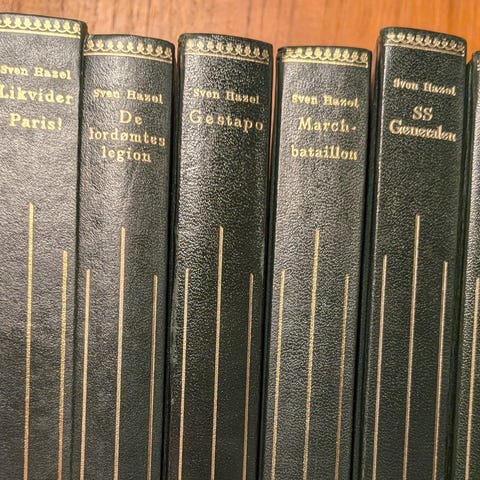 Sven Hazel
Likvider
Paris!
Sven Hazel
De
fordømtes
legion
Sven Hazel
Gestapo
Sven Hazel
March-
bataillon
Sven Hazel
SS
Generalen